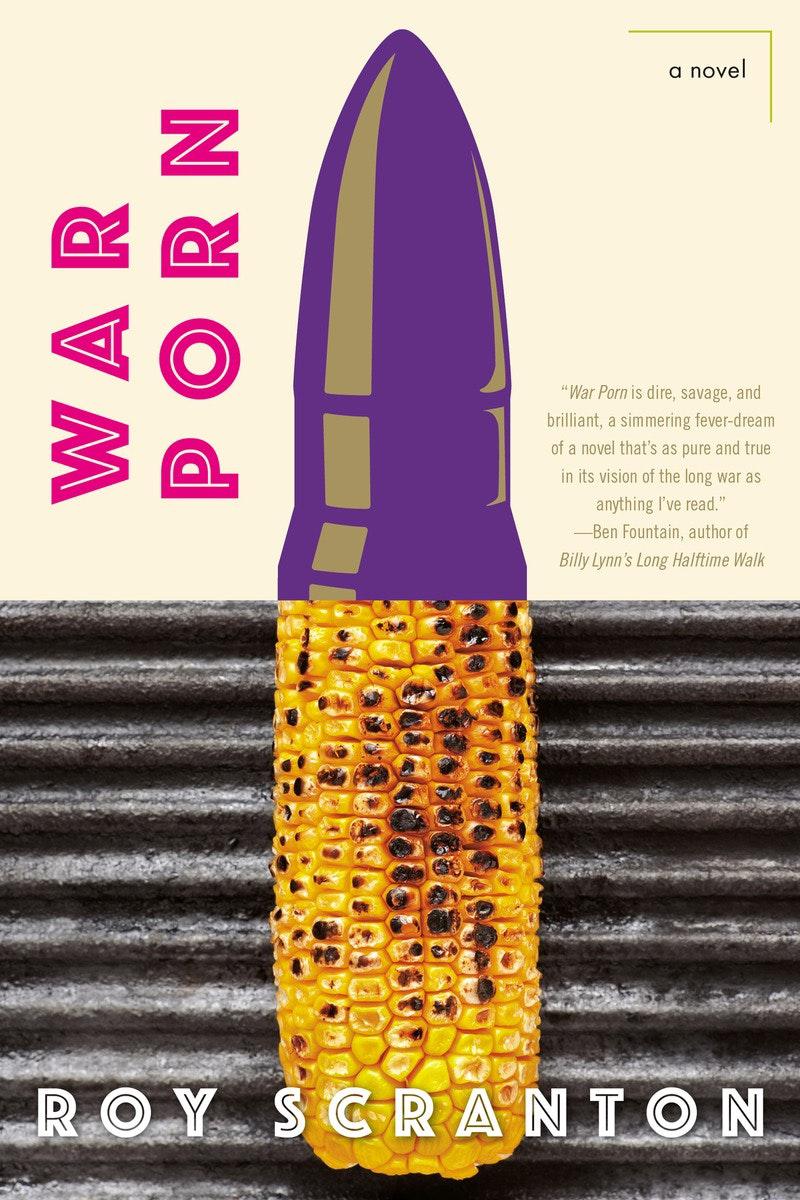 a novel
WAR
PORN
“War Porn is dire, savage, and
brilliant, a simmering fever-dream
of a novel that’s as pure and true
in its vision of the long war as
anything I’ve read.”
—Ben Fountain, author of
Billy Lynn’s Long Halftime Walk
ROY SCRANTON